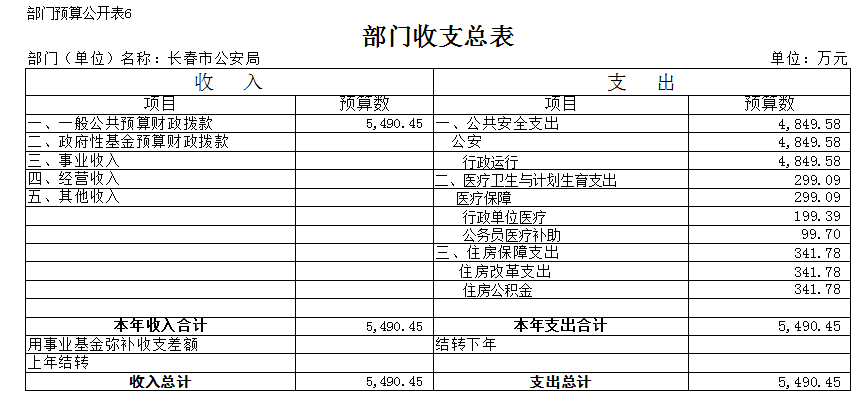 部门预算公开表6
部门收支总表
部门（单位）名称：长春市公安局 单位：万元
收 入 支 出
项目 预算数 项目 预算数
一、一般公共预算财政拨款 5,490.45 一、公共安全支出 4,849.58
二、政府性基金预算财政拨款 公安 4,849.58
三、事业收入 行政运行 4,849.58
四、经营收入 二、医疗卫生与计划生育支出 299.09
五、其他收入 医疗保障 299.09
行政单位医疗 199.39
公务员医疗补助 99.70
三、住房保障支出 341.78
住房改革支出 341.78
住房公积金 341.78
本年收入合计 5,490.45 本年支出合计 5,490.45
用事业基金弥补收支差额 结转下年
上年结转
收入总计 5,490.45 支出总计 5,490.45